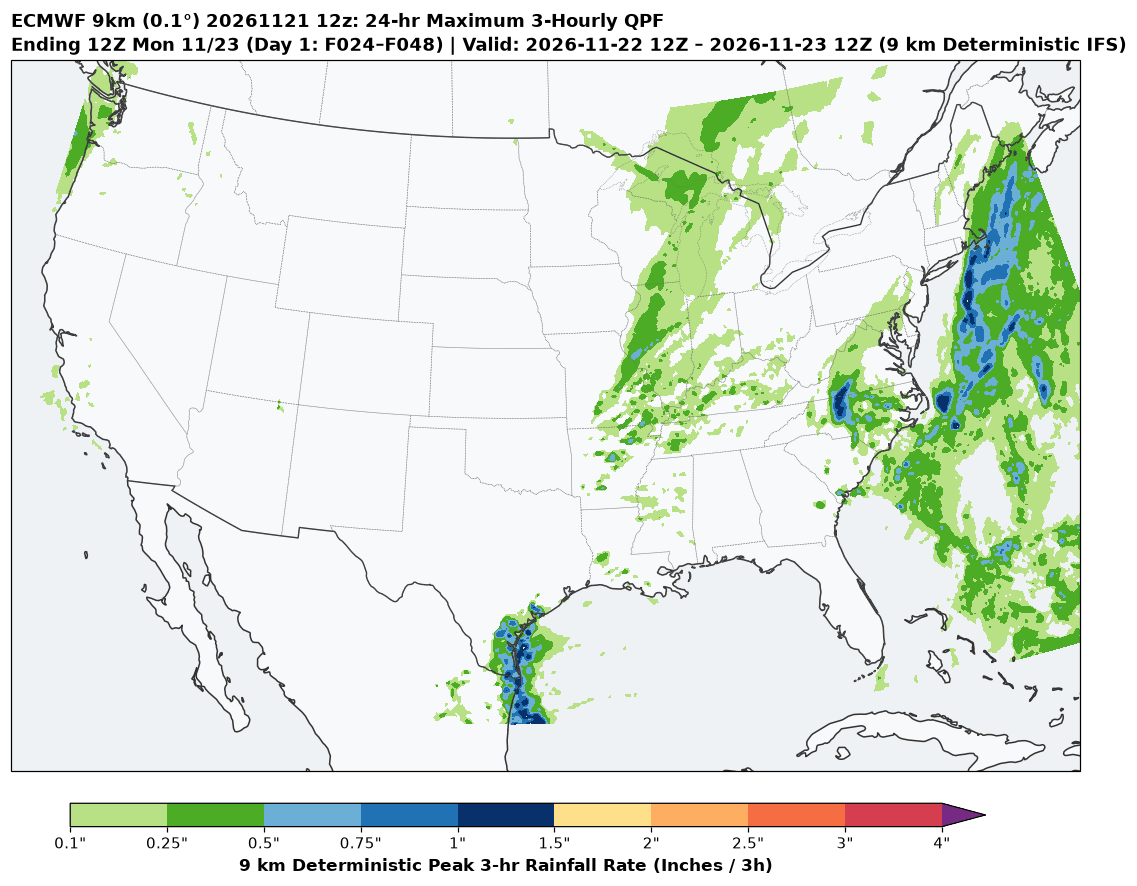 ECMWF 9km (0.1°) 20261121 12z: 24-hr Maximum 3-Hourly QPF
Ending 12Z Mon 11/23 (Day 1: F024–F048) | Valid: 2026-11-22 12Z – 2026-11-23 12Z (9 km Deterministic IFS)
0.1" 0.25" 0.5" 0.75" 1" 1.5" 2" 2.5" 3" 4"
9 km Deterministic Peak 3-hr Rainfall Rate (Inches / 3h)